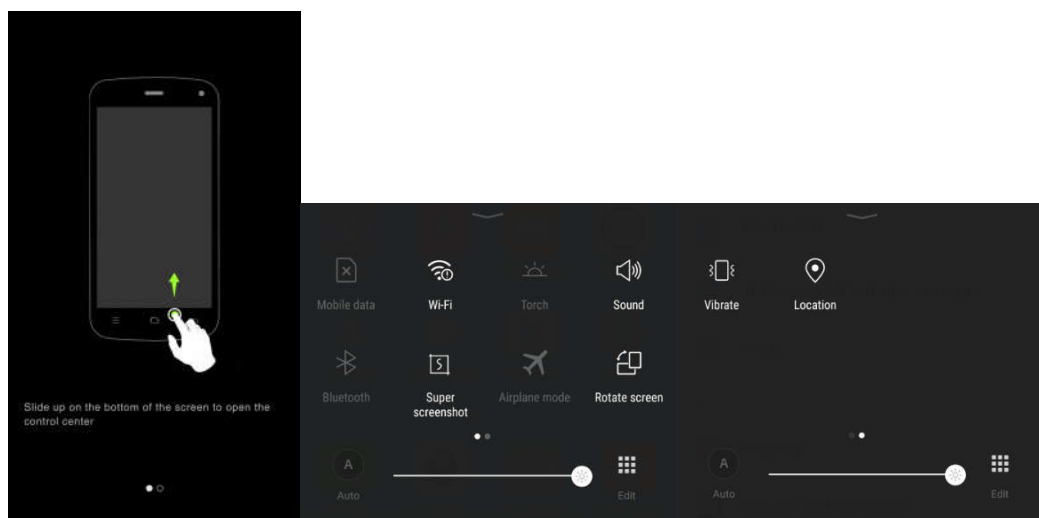 Slide up on the bottom of the screen to open the
control center
Mobile data
Wi-Fi
Torch
Sound
Bluetooth
Super
screenshot
Airplane mode
Rotate screen
A
Auto
Edit
Vibrate
Location
A
Auto
Edit